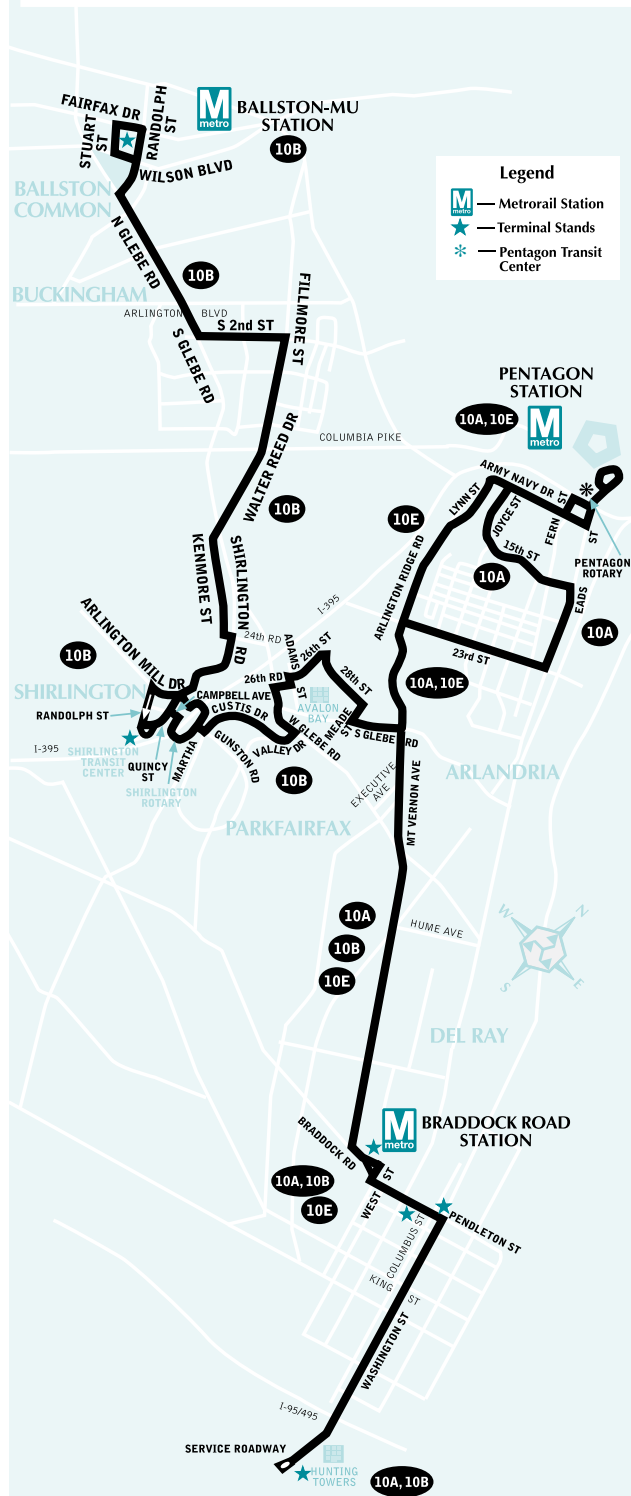 FAIRFAX DR
RANDOLPH
ST
STUART
ST
M
metro
BALLSTON-MU
STATION
10B
WILSON BLVD
BALLSTON
COMMON
Legend
M
metro
Metrorail Station
Terminal Stands
Pentagon Transit
Center
N GLEBE RD
10B
BUCKINGHAM
ARLINGTON BLVD
S 2nd ST
FILLMORE ST
S GLEBE RD
PENTAGON
STATION
10A, 10E
M
metro
COLUMBIA PIKE
WALTER REED DR
10B
ARMY NAVY DR
LYNN ST
JOYCE ST
FERN ST
ST
EADS
PENTAGON
ROTARY
15th ST
10E
10A
10A
ARLINGTON RIDGE RD
KENMORE ST
SHIRLINGTON
RD
I-395
24th RD
23rd ST
ARLINGTON MILL DR
10B
ADAMS
ST
26th ST
26th RD
28th ST
10A, 10E
SHIRLINGTON
CAMPBELL AVE
CUSTIS DR
AVALON
BAY
RANDOLPH ST
MEADE
ST
S GLEBE RD
W GLEBE RD
VALLEY DR
GUNSTON RD
I-395
SHIRLINGTON
TRANSIT
CENTER
QUINCY
ST
MARTHA
SHIRLINGTON
ROTARY
10B
EXECUTIVE
AVE
ARLANDRIA
MT VERNON AVE
PARKFAIRFAX
10A
10B
10E
HUME AVE
W
N
S
E
DEL RAY
M
metro
BRADDOCK ROAD
STATION
BRADDOCK RD
10A, 10B
10E
WEST ST
PENDLETON ST
COLUMBUS ST
KING ST
WASHINGTON ST
I-95/495
SERVICE ROADWAY
HUNTING
TOWERS
10A, 10B